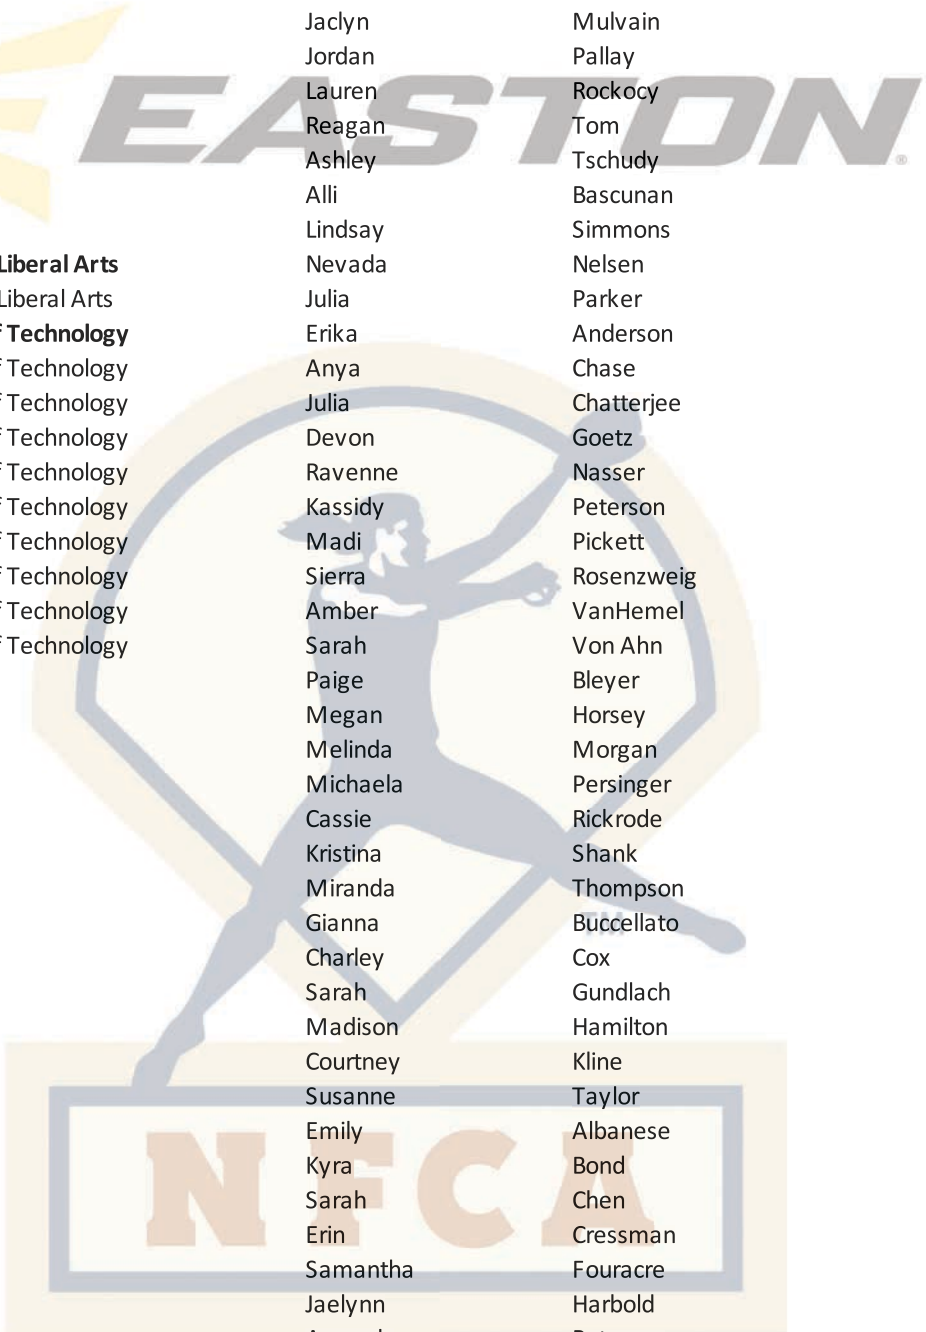 Jaclyn Mulvain
Jordan Pallay
EASTON®
Lauren Rockocy
Reagan Tom
Ashley Tschudy
Alli Bascunan
Lindsay Simmons
Liberal Arts Nevada Nelsen
Liberal Arts Julia Parker
f Technology Erika Anderson
f Technology Anya Chase
f Technology Julia Chatterjee
f Technology Devon Goetz
f Technology Ravenne Nasser
f Technology Kassidy Peterson
f Technology Madi Pickett
f Technology Sierra Rosenzweig
f Technology Amber VanHemel
f Technology Sarah Von Ahn
Paige Bleyer
Megan Horsey
Melinda Morgan
Michaela Persinger
Cassie Rickrode
Kristina Shank
Miranda Thompson
Gianna Buccellato
TM
Charley Cox
Sarah Gundlach
Madison Hamilton
Courtney Kline
Susanne Taylor
Emily Albanese
Kyra Bond
NFCA
Sarah Chen
Erin Cressman
Samantha Fouracre
Jaelynn Harbold